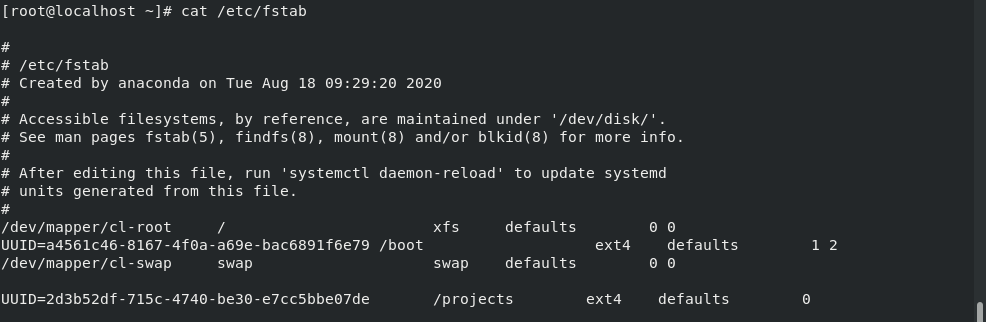 [root@localhost ~]# cat /etc/fstab
#
# /etc/fstab
# Created by anaconda on Tue Aug 18 09:29:20 2020
#
# Accessible filesystems, by reference, are maintained under '/dev/disk/'.
# See man pages fstab(5), findfs(8), mount(8) and/or blkid(8) for more info.
#
# After editing this file, run 'systemctl daemon-reload' to update systemd
# units generated from this file.
#
/dev/mapper/cl-root     /                       xfs     defaults        0 0
UUID=a4561c46-8167-4f0a-a69e-bac6891f6e79 /boot                   ext4    defaults        1 2
/dev/mapper/cl-swap     swap                    swap    defaults        0 0
UUID=2d3b52df-715c-4740-be30-e7cc5bbe07de       /projects        ext4    defaults        0